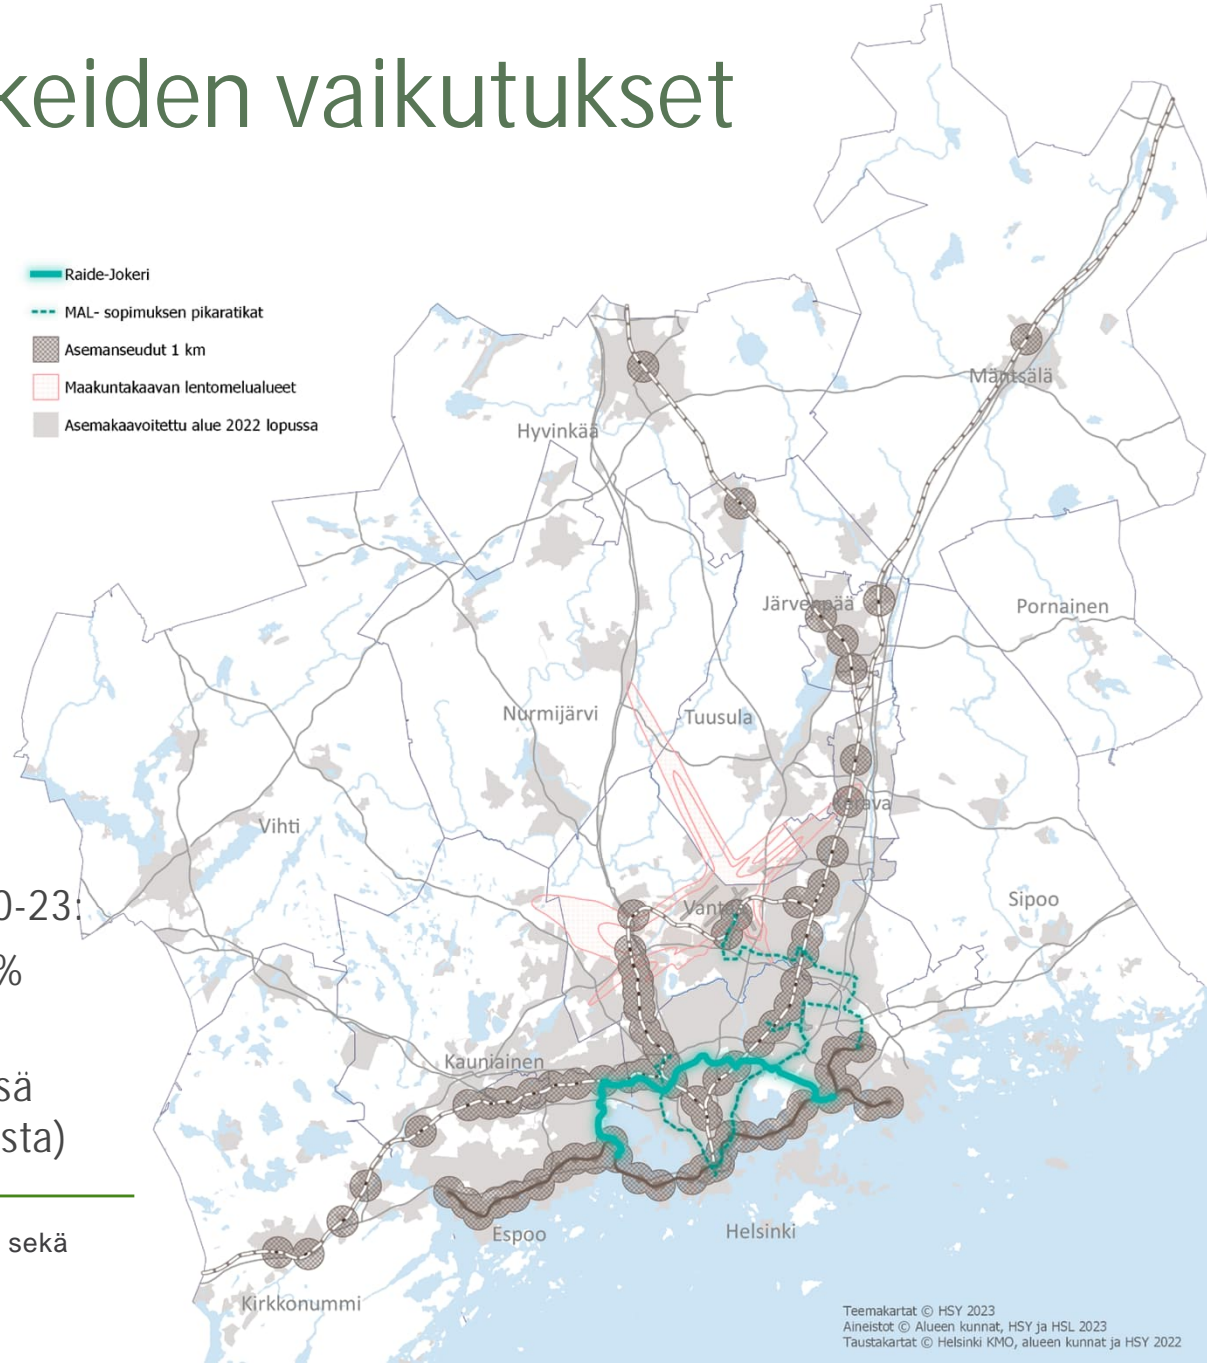 keiden vaikutukset
Raide-Jokeri
MAL- sopimuksen pikaratikat
Asemanseudut 1 km
Maakuntakaavan lentomelualueet
Asemakaavoitettu alue 2022 lopussa
Mäntsälä
Hyvinkää
Järvenpää
Pornainen
Nurmijärvi
Tuusula
Kerava
Vihti
Vantaa
Sipoo
0-23:
%
Kauniainen
sä
sta)
sekä
Espoo
Helsinki
Kirkkonummi
Teemakartat © HSY 2023
Aineistot © Alueen kunnat, HSY ja HSL 2023
Taustakartat © Helsinki KMO, alueen kunnat ja HSY 2022